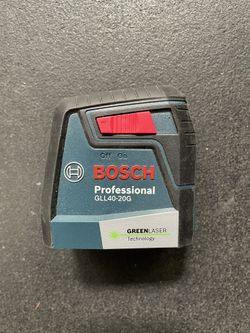 Off On
BOSCH
Professional
GLL40-20G
GREENLASER
Technology